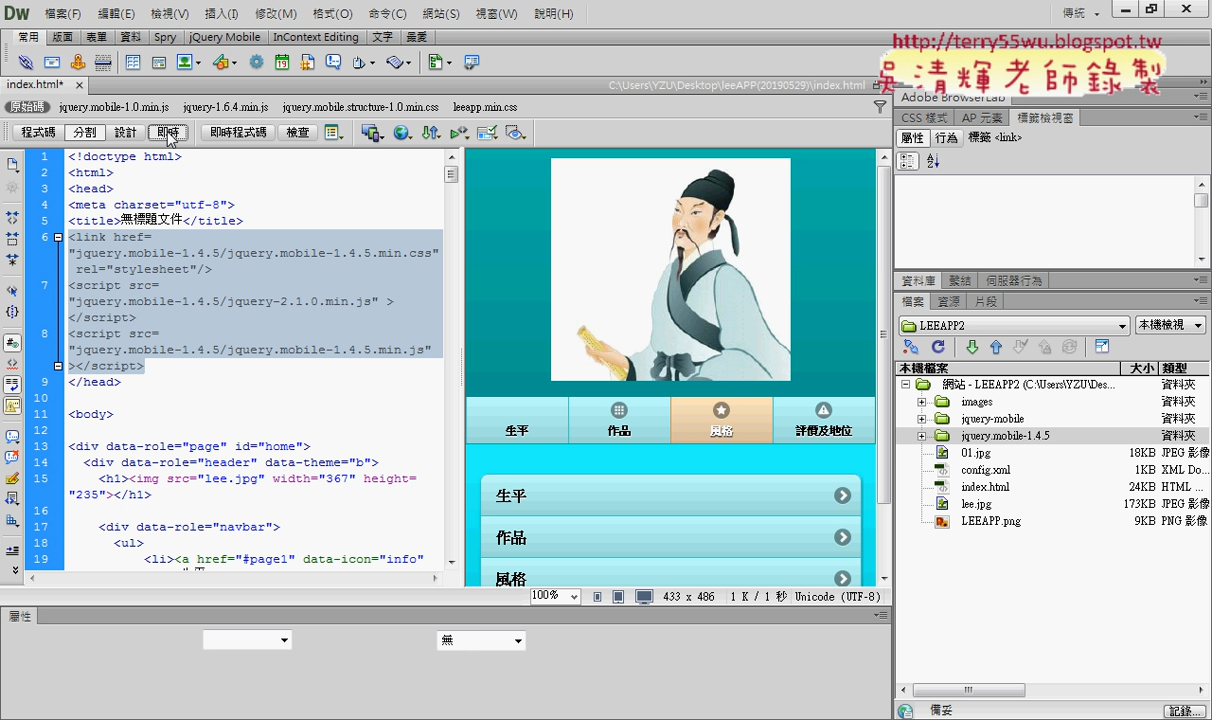 Dw 檔案(F) 編輯(E) 檢視(V) 插入(I) 修改(M) 格式(O) 命令(C) 網站(S) 視窗(W) 說明(H) 傳統
常用 版面 表單 資料 Spry jQuery Mobile InContext Editing 文字 我的最愛
http://terry55wu.blogspot.tw
吳清輝老師錄製
index.html* C:\Users\YZU\Desktop\leeAPP(20190529)\index.html
Adobe BrowserLab
原始碼 jquery.mobile-1.0.min.js jquery-1.6.4.min.js jquery.mobile.structure-1.0.min.css leeapp.min.css
CSS 樣式 AP 元素 標籤檢視窗
程式碼 分割 設計 即時 即時程式碼 檢查
屬性 行為 標籤 <link>
1 <!doctype html>
2 <html>
3 <head>
4 <meta charset="utf-8">
5 <title>無標題文件</title>
6 <link href=
"jquery.mobile-1.4.5/jquery.mobile-1.4.5.min.css"
rel="stylesheet"/>
7 <script src=
"jquery.mobile-1.4.5/jquery-2.1.0.min.js" >
</script>
8 <script src=
"jquery.mobile-1.4.5/jquery.mobile-1.4.5.min.js"
></script>
9 </head>
10
11 <body>
12
13 <div data-role="page" id="home">
14 <div data-role="header" data-theme="b">
15 <h1><img src="lee.jpg" width="367" height=
"235"></h1>
16
17 <div data-role="navbar">
18 <ul>
19 <li><a href="#page1" data-icon="info"
生平 作品 風格 評價及地位
生平
作品
風格
100% 433 x 486 1 K / 1 秒 Unicode (UTF-8)
屬性
無
資料庫 繫結 伺服器行為
檔案 資源 片段
LEEAPP2 本機檢視
本機檔案 大小 類型
網站 - LEEAPP2 (C:\Users\YZU\Des... 資料夾
images 資料夾
jquery-mobile 資料夾
jquery.mobile-1.4.5 資料夾
01.jpg 18KB JPEG 影像
config.xml 1KB XML Do...
index.html 24KB HTML ...
lee.jpg 173KB JPEG 影像
LEEAPP.png 9KB PNG 影像
備妥 記錄...